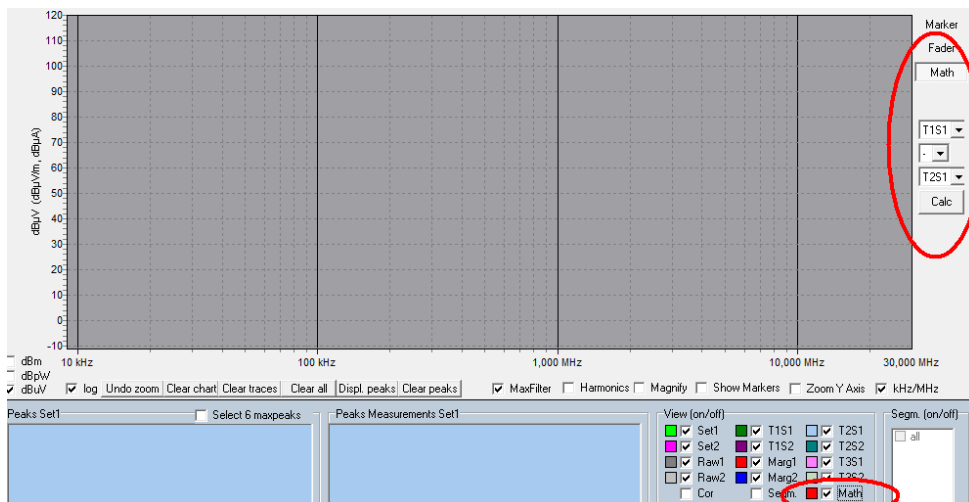 120
110
100
90
80
70
60
50
40
30
20
10
0
-10
dBµV (dBµV/m, dBµA)
10 kHz 100 kHz 1,000 MHz 10,000 MHz 30,000 MHz
Marker
Fader
Math
T1S1
-
T2S1
Calc
dBm
dBpW
dBuV log Undo zoom Clear chart Clear traces Clear all Displ. peaks Clear peaks MaxFilter Harmonics Magnify Show Markers Zoom Y Axis kHz/MHz
Peaks Set1 Select 6 maxpeaks Peaks Measurements Set1 View (on/off) Segm. (on/off)
Set1 T1S1 T2S1 all
Set2 T1S2 T2S2
Raw1 Marg1 T3S1
Raw2 Marg2 T3S2
Cor Segm. Math